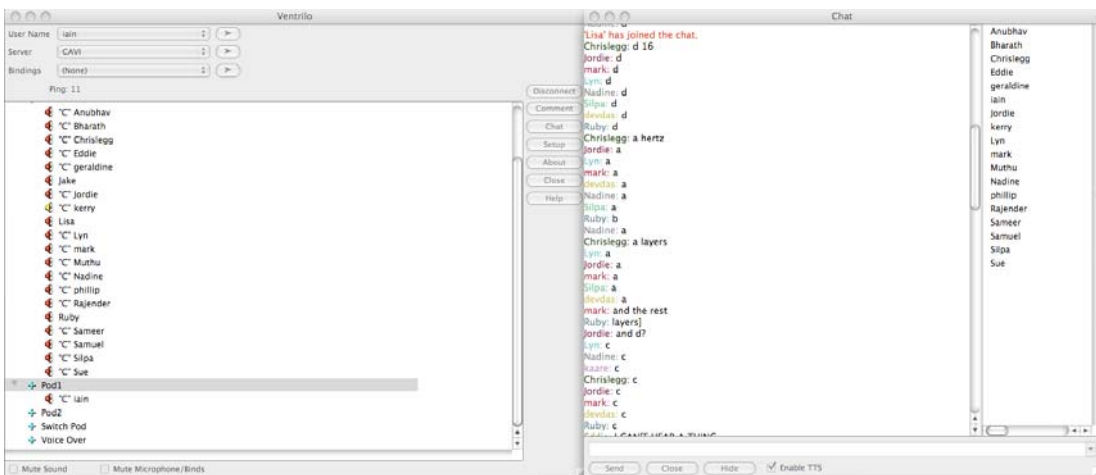 Ventrilo
User Name iain
Server CAVI
Bindings (None)
Ping: 11
Disconnect
Comment
Chat
Setup
About
Close
Help
"C" Anubhav
"C" Bharath
"C" Chrislegg
"C" Eddie
"C" geraldine
Jake
"C" Jordie
"C" kerry
Lisa
"C" Lyn
"C" mark
"C" Muthu
"C" Nadine
"C" phillip
"C" Rajender
Ruby
"C" Sameer
"C" Samuel
"C" Silpa
"C" Sue
Pod1
"C" iain
Pod2
Switch Pod
Voice Over
Mute Sound Mute Microphone/Binds
Chat
'Lisa' has joined the chat.
Chrislegg: d 16
Jordie: d
mark: d
Lyn: d
Nadine: d
Silpa: d
devdas: d
Ruby: d
Chrislegg: a hertz
Jordie: a
Lyn: a
mark: a
devdas: a
Nadine: a
Silpa: a
Ruby: b
Nadine: a
Chrislegg: a layers
Lyn: a
Jordie: a
mark: a
Silpa: a
devdas: a
mark: and the rest
Ruby: layers]
Jordie: and d?
Lyn: c
Nadine: c
kaare: c
Chrislegg: c
Jordie: c
mark: c
devdas: c
Ruby: c
Eddie: I CAN'T HEAR A THING
Anubhav
Bharath
Chrislegg
Eddie
geraldine
iain
Jordie
kerry
Lyn
mark
Muthu
Nadine
phillip
Rajender
Sameer
Samuel
Silpa
Sue
Send Close Hide Enable TTS